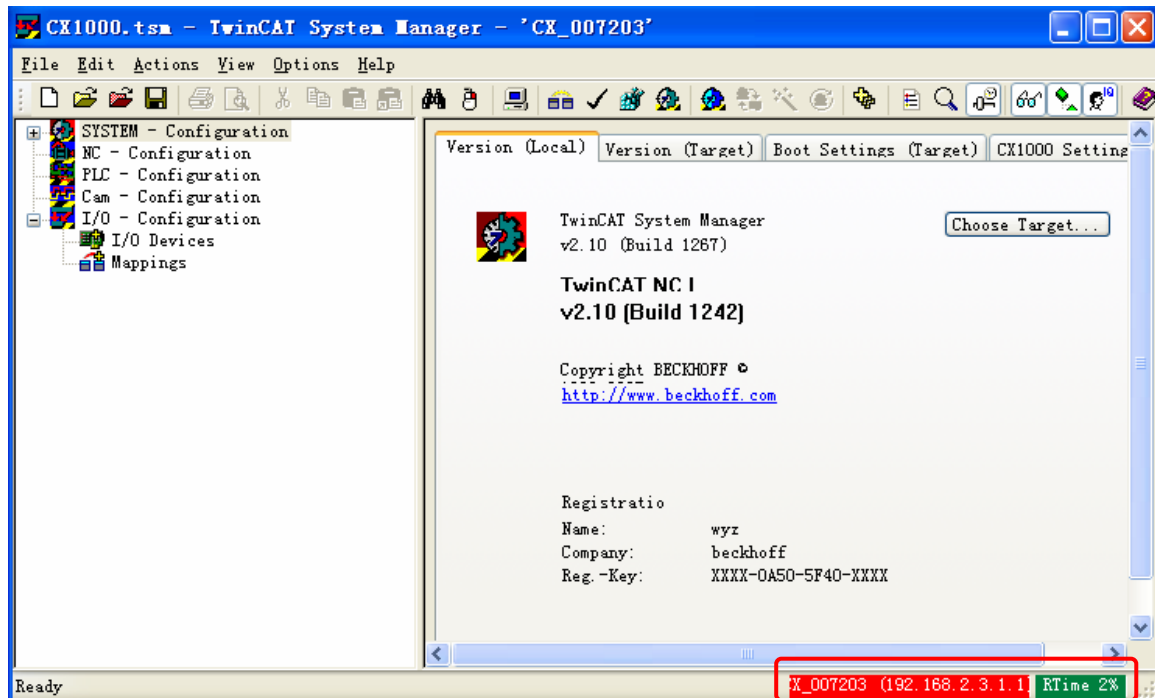 CX1000.tsm - TwinCAT System Manager - 'CX_007203'
File Edit Actions View Options Help
SYSTEM - Configuration
NC - Configuration
PLC - Configuration
Cam - Configuration
I/O - Configuration
I/O Devices
Mappings
Version (Local) Version (Target) Boot Settings (Target) CX1000 Setting
TwinCAT System Manager
v2.10 (Build 1267)
Choose Target...
TwinCAT NC I
v2.10 (Build 1242)
Copyright BECKHOFF ©
http://www.beckhoff.com
Registratio
Name: wyz
Company: beckhoff
Reg.-Key: XXXX-0A50-5F40-XXXX
Ready CX_007203 (192.168.2.3.1.1) RTime 2%